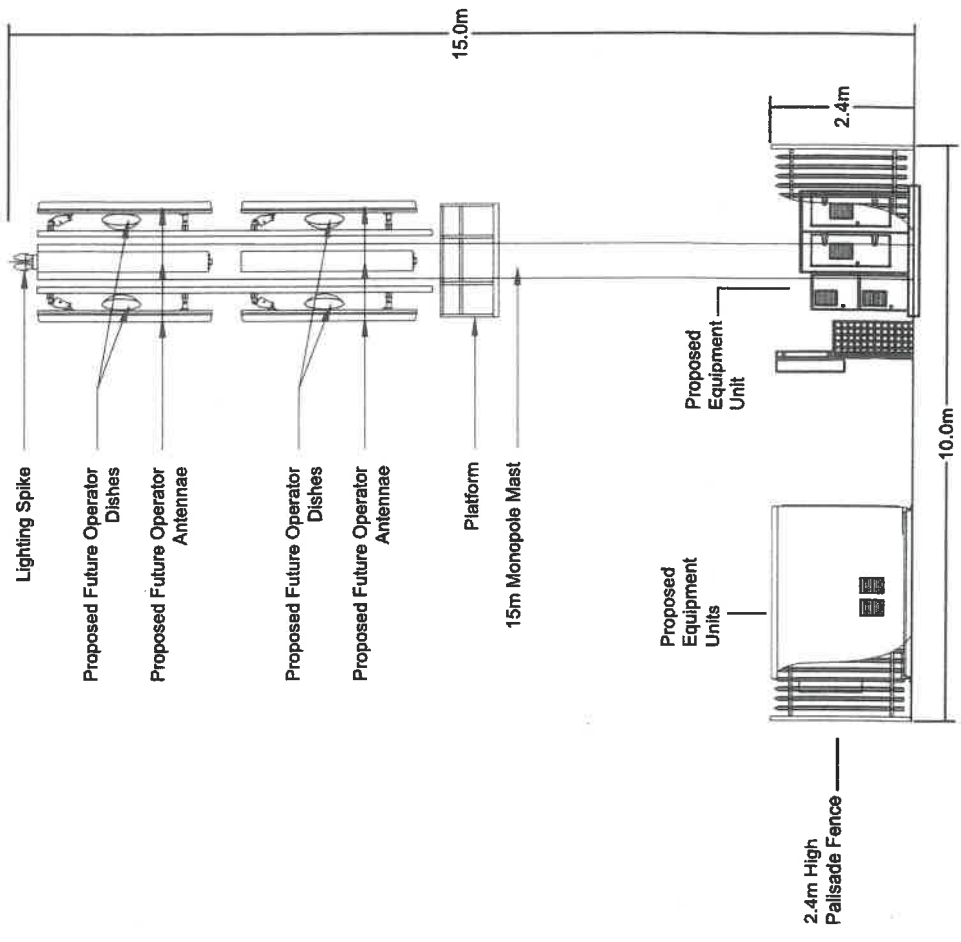 15.0m
Lighting Spike
Proposed Future Operator
Dishes
Proposed Future Operator
Antennae
Proposed Future Operator
Dishes
Proposed Future Operator
Antennae
Platform
15m Monopole Mast
2.4m
Proposed
Equipment
Unit
Proposed
Equipment
Units
10.0m
2.4m High
Palisade Fence